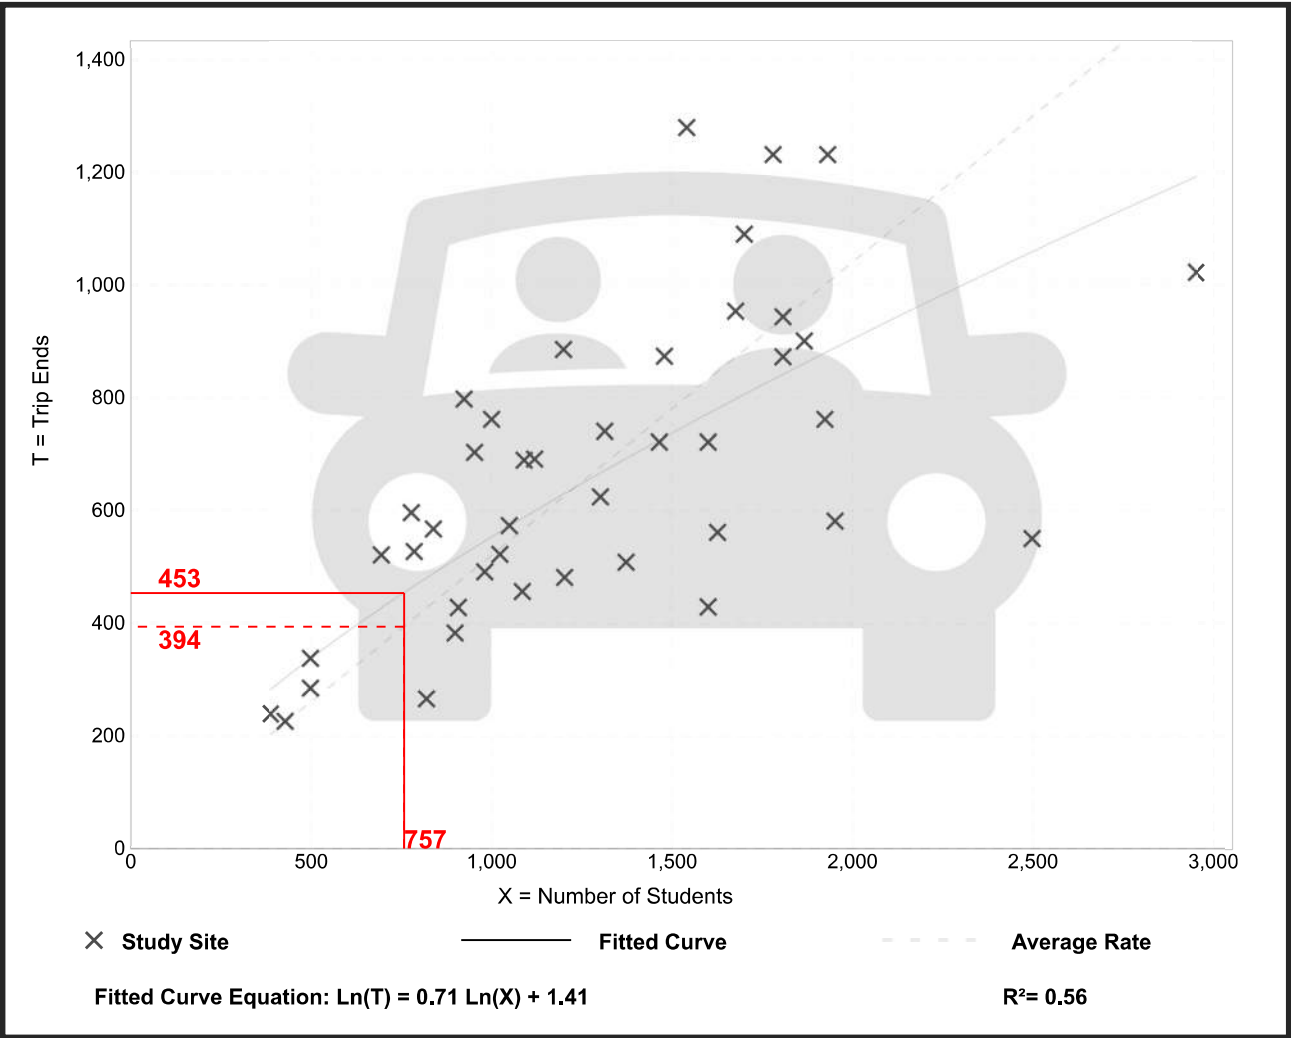 1,400
1,200
1,000
800
600
400
200
0
T = Trip Ends
453
394
757
0 500 1,000 1,500 2,000 2,500 3,000
X = Number of Students
Study Site Fitted Curve Average Rate
Fitted Curve Equation: Ln(T) = 0.71 Ln(X) + 1.41 R²= 0.56